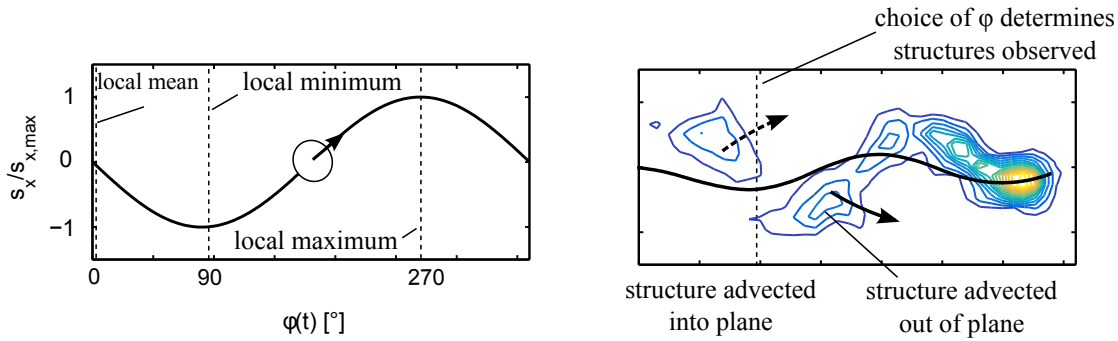 choice of φ determines
structures observed
local mean
local minimum
local maximum
s_x/s_x,max
1
0
−1
0
90
270
φ(t) [°]
structure advected
into plane
structure advected
out of plane